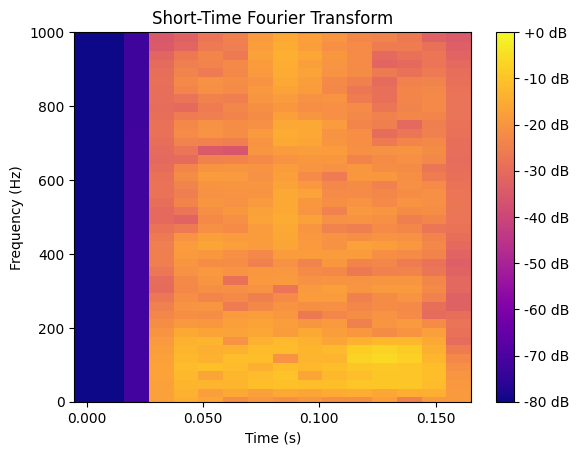 Short-Time Fourier Transform
1000
800
600
400
200
0
Frequency (Hz)
0.000
0.050
0.100
0.150
Time (s)
+0 dB
-10 dB
-20 dB
-30 dB
-40 dB
-50 dB
-60 dB
-70 dB
-80 dB